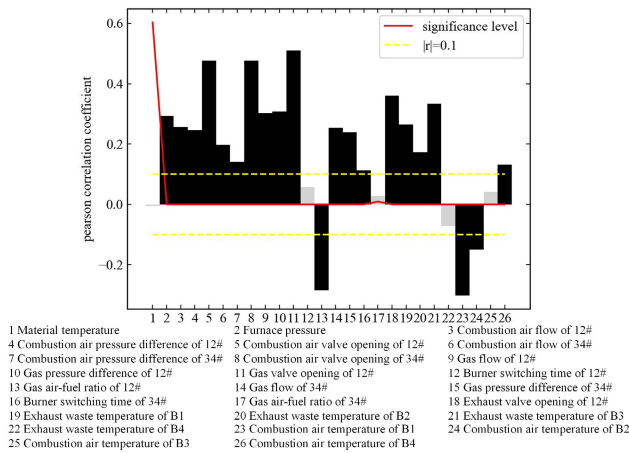 significance level
|r|=0.1
pearson correlation coefficient
0.6
0.4
0.2
0.0
−0.2
1 2 3 4 5 6 7 8 9 10 11 12 13 14 15 16 17 18 19 20 21 22 23 24 25 26
1 Material temperature 2 Furnace pressure 3 Combustion air flow of 12#
4 Combustion air pressure difference of 12# 5 Combustion air valve opening of 12# 6 Combustion air flow of 34#
7 Combustion air pressure difference of 34# 8 Combustion air valve opening of 34# 9 Gas flow of 12#
10 Gas pressure difference of 12# 11 Gas valve opening of 12# 12 Burner switching time of 12#
13 Gas air-fuel ratio of 12# 14 Gas flow of 34# 15 Gas pressure difference of 34#
16 Burner switching time of 34# 17 Gas air-fuel ratio of 34# 18 Exhaust valve opening of 12#
19 Exhaust waste temperature of B1 20 Exhaust waste temperature of B2 21 Exhaust waste temperature of B3
22 Exhaust waste temperature of B4 23 Combustion air temperature of B1 24 Combustion air temperature of B2
25 Combustion air temperature of B3 26 Combustion air temperature of B4